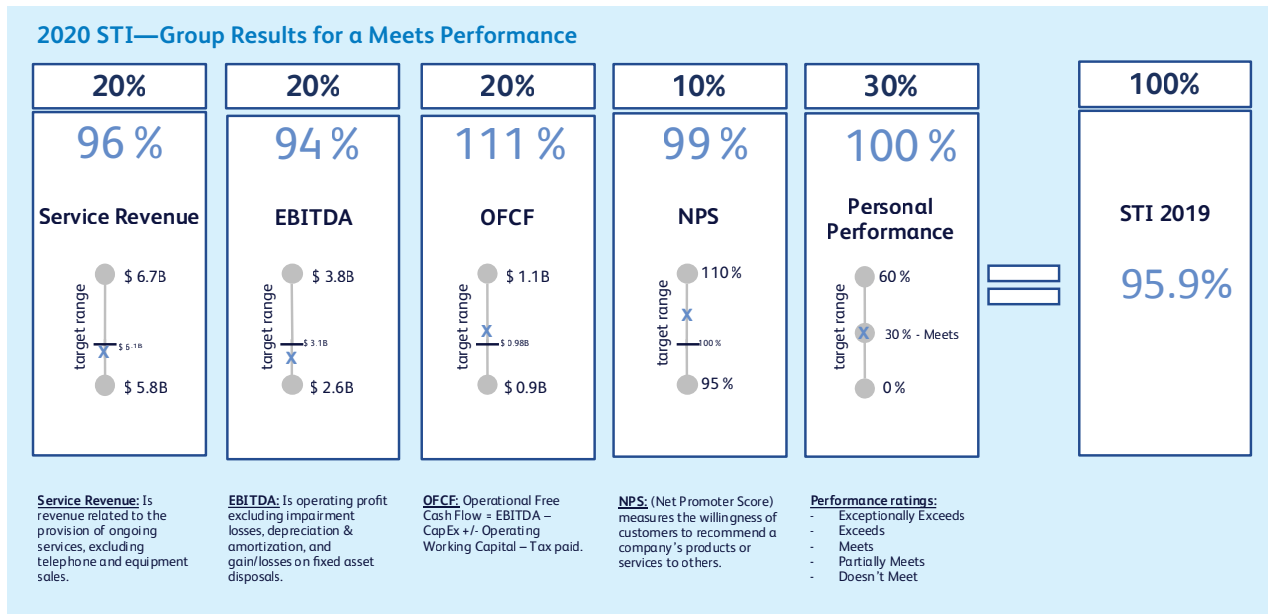 2020 STI—Group Results for a Meets Performance
20%
96 %
Service Revenue
target range
$ 6.7B
$ 6.1B
X
$ 5.8B
20%
94 %
EBITDA
target range
$ 3.8B
$ 3.1B
X
$ 2.6B
20%
111 %
OFCF
target range
$ 1.1B
X
$ 0.98B
$ 0.9B
10%
99 %
NPS
target range
110 %
X
100 %
95 %
30%
100 %
Personal
Performance
target range
60 %
X
30 % - Meets
0 %
100%
STI 2019
95.9%
Service Revenue: Is
revenue related to the
provision of ongoing
services, excluding
telephone and equipment
sales.
EBITDA: Is operating profit
excluding impairment
losses, depreciation &
amortization, and
gain/losses on fixed asset
disposals.
OFCF: Operational Free
Cash Flow = EBITDA –
CapEx +/- Operating
Working Capital – Tax paid.
NPS: (Net Promoter Score)
measures the willingness of
customers to recommend a
company's products or
services to others.
Performance ratings:
- Exceptionally Exceeds
- Exceeds
- Meets
- Partially Meets
- Doesn't Meet